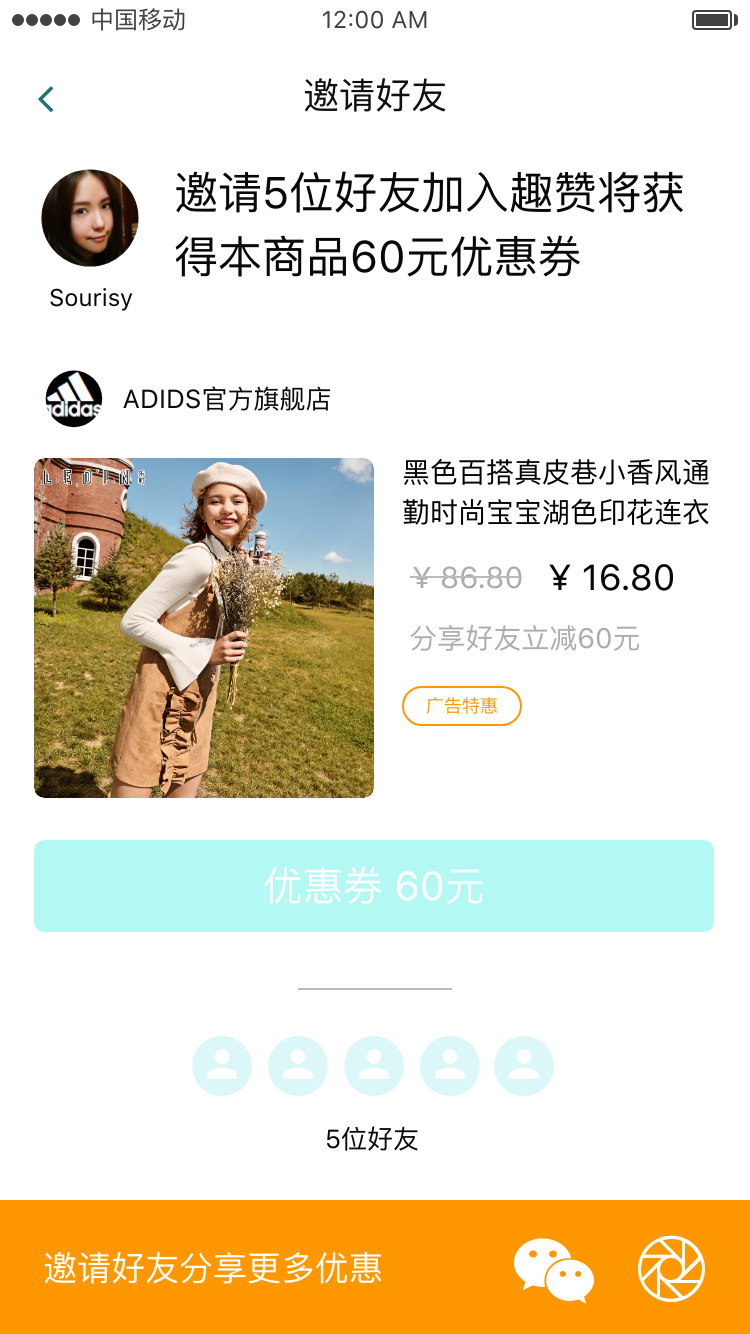 中国移动
12:00 AM
邀请好友
邀请5位好友加入趣赞将获
得本商品60元优惠券
Sourisy
adidas
ADIDS官方旗舰店
黑色百搭真皮巷小香风通
勤时尚宝宝湖色印花连衣
¥ 86.80
¥ 16.80
分享好友立减60元
广告特惠
优惠券 60元
5位好友
邀请好友分享更多优惠